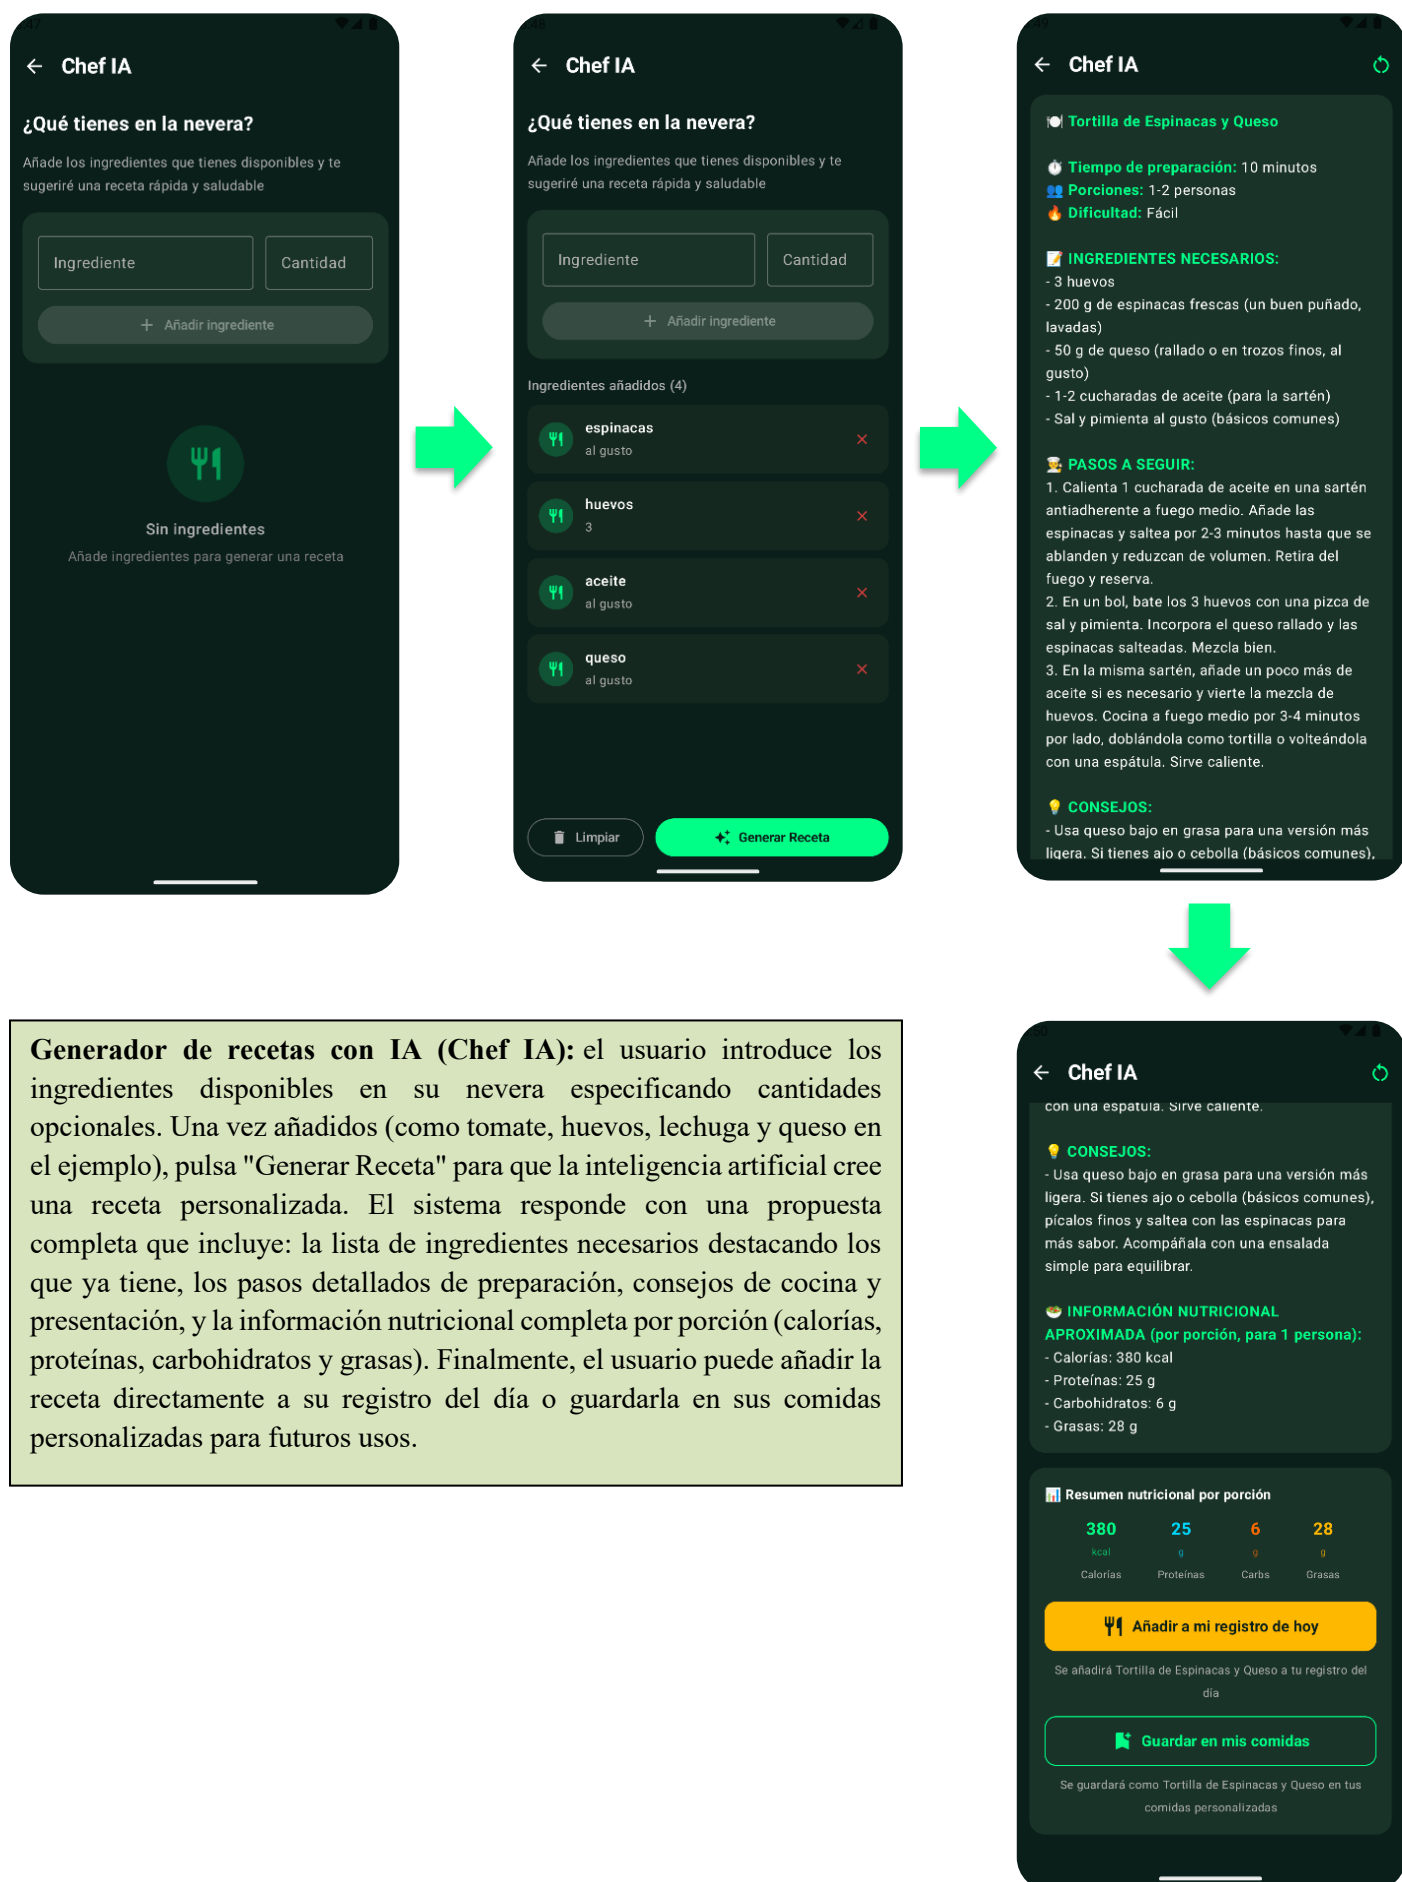 Chef IA
¿Qué tienes en la nevera?
Añade los ingredientes que tienes disponibles y te
sugeriré una receta rápida y saludable
Ingrediente
Cantidad
+ Añadir ingrediente
Sin ingredientes
Añade ingredientes para generar una receta
Chef IA
¿Qué tienes en la nevera?
Añade los ingredientes que tienes disponibles y te
sugeriré una receta rápida y saludable
Ingrediente
Cantidad
+ Añadir ingrediente
Ingredientes añadidos (4)
espinacas
al gusto
huevos
3
aceite
al gusto
queso
al gusto
Limpiar
Generar Receta
Chef IA
Tortilla de Espinacas y Queso
Tiempo de preparación: 10 minutos
Porciones: 1-2 personas
Dificultad: Fácil
INGREDIENTES NECESARIOS:
- 3 huevos
- 200 g de espinacas frescas (un buen puñado,
lavadas)
- 50 g de queso (rallado o en trozos finos, al
gusto)
- 1-2 cucharadas de aceite (para la sartén)
- Sal y pimienta al gusto (básicos comunes)
PASOS A SEGUIR:
1. Calienta 1 cucharada de aceite en una sartén
antiadherente a fuego medio. Añade las
espinacas y saltea por 2-3 minutos hasta que se
ablanden y reduzcan de volumen. Retira del
fuego y reserva.
2. En un bol, bate los 3 huevos con una pizca de
sal y pimienta. Incorpora el queso rallado y las
espinacas salteadas. Mezcla bien.
3. En la misma sartén, añade un poco más de
aceite si es necesario y vierte la mezcla de
huevos. Cocina a fuego medio por 3-4 minutos
por lado, doblándola como tortilla o volteándola
con una espátula. Sirve caliente.
CONSEJOS:
- Usa queso bajo en grasa para una versión más
ligera. Si tienes ajo o cebolla (básicos comunes),
Generador de recetas con IA (Chef IA): el usuario introduce los
ingredientes disponibles en su nevera especificando cantidades
opcionales. Una vez añadidos (como tomate, huevos, lechuga y queso en
el ejemplo), pulsa "Generar Receta" para que la inteligencia artificial cree
una receta personalizada. El sistema responde con una propuesta
completa que incluye: la lista de ingredientes necesarios destacando los
que ya tiene, los pasos detallados de preparación, consejos de cocina y
presentación, y la información nutricional completa por porción (calorías,
proteínas, carbohidratos y grasas). Finalmente, el usuario puede añadir la
receta directamente a su registro del día o guardarla en sus comidas
personalizadas para futuros usos.
Chef IA
con una espátula. Sirve caliente.
CONSEJOS:
- Usa queso bajo en grasa para una versión más
ligera. Si tienes ajo o cebolla (básicos comunes),
pícalos finos y saltea con las espinacas para
más sabor. Acompáñala con una ensalada
simple para equilibrar.
INFORMACIÓN NUTRICIONAL
APROXIMADA (por porción, para 1 persona):
- Calorías: 380 kcal
- Proteínas: 25 g
- Carbohidratos: 6 g
- Grasas: 28 g
Resumen nutricional por porción
380 25 6 28
kcal g g g
Calorías Proteínas Carbs Grasas
Añadir a mi registro de hoy
Se añadirá Tortilla de Espinacas y Queso a tu registro del
día
Guardar en mis comidas
Se guardará como Tortilla de Espinacas y Queso en tus
comidas personalizadas